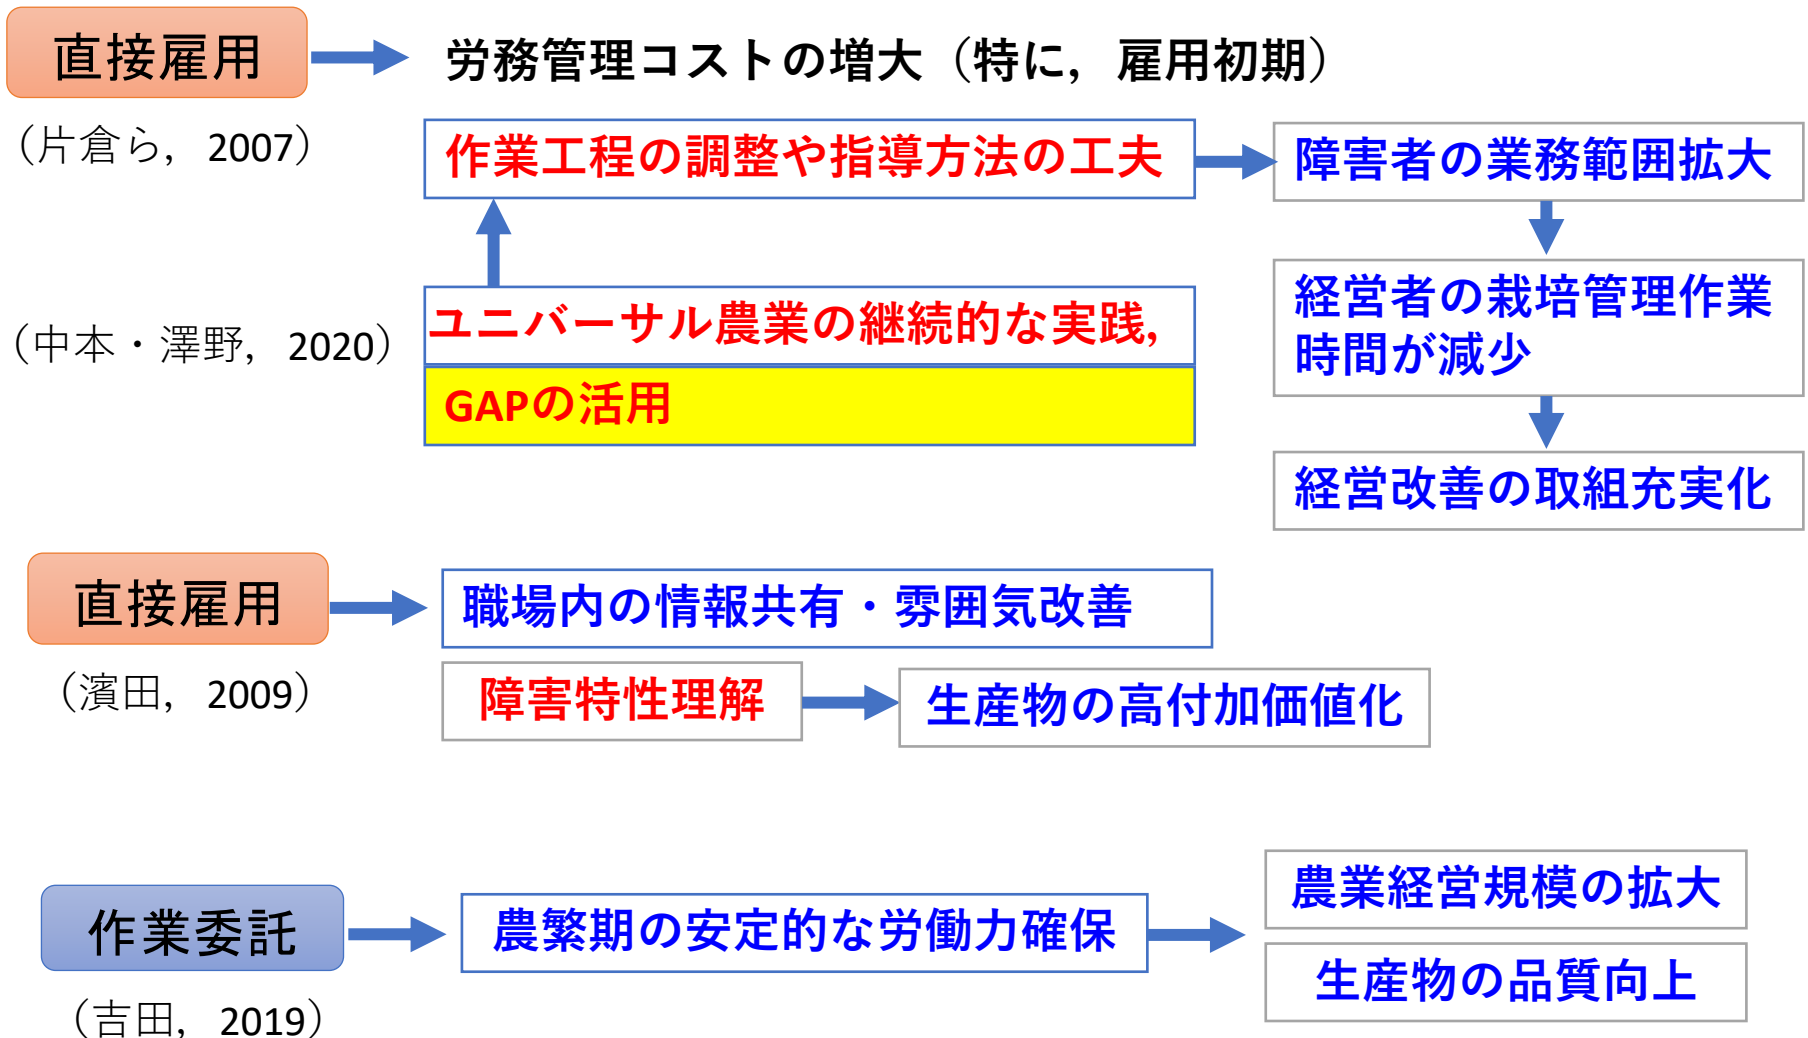 直接雇用
労務管理コストの増大（特に，雇用初期）
（片倉ら，2007）
作業工程の調整や指導方法の工夫
障害者の業務範囲拡大
（中本・澤野，2020）
ユニバーサル農業の継続的な実践，
GAPの活用
経営者の栽培管理作業
時間が減少
経営改善の取組充実化
直接雇用
職場内の情報共有・雰囲気改善
（濱田，2009）
障害特性理解
生産物の高付加価値化
作業委託
農繁期の安定的な労働力確保
農業経営規模の拡大
生産物の品質向上
（吉田，2019）